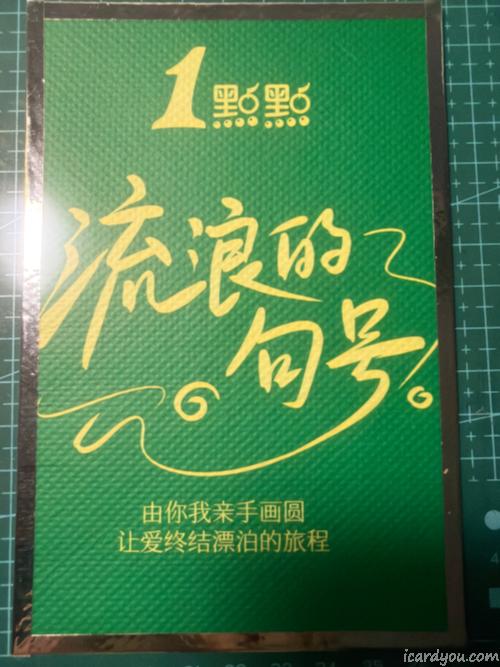 1點點
流浪的
句号
由你我亲手画圆
让爱终结漂泊的旅程
icardyou.com